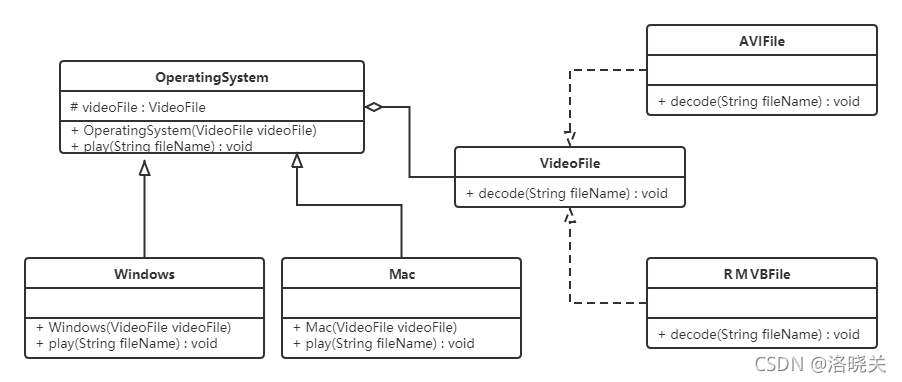 OperatingSystem
# videoFile : VideoFile
+ OperatingSystem(VideoFile videoFile)
+ play(String fileName) : void
AVIFile
+ decode(String fileName) : void
VideoFile
+ decode(String fileName) : void
Windows
+ Windows(VideoFile videoFile)
+ play(String fileName) : void
Mac
+ Mac(VideoFile videoFile)
+ play(String fileName) : void
RMVBFile
+ decode(String fileName) : void
CSDN @洛晓关